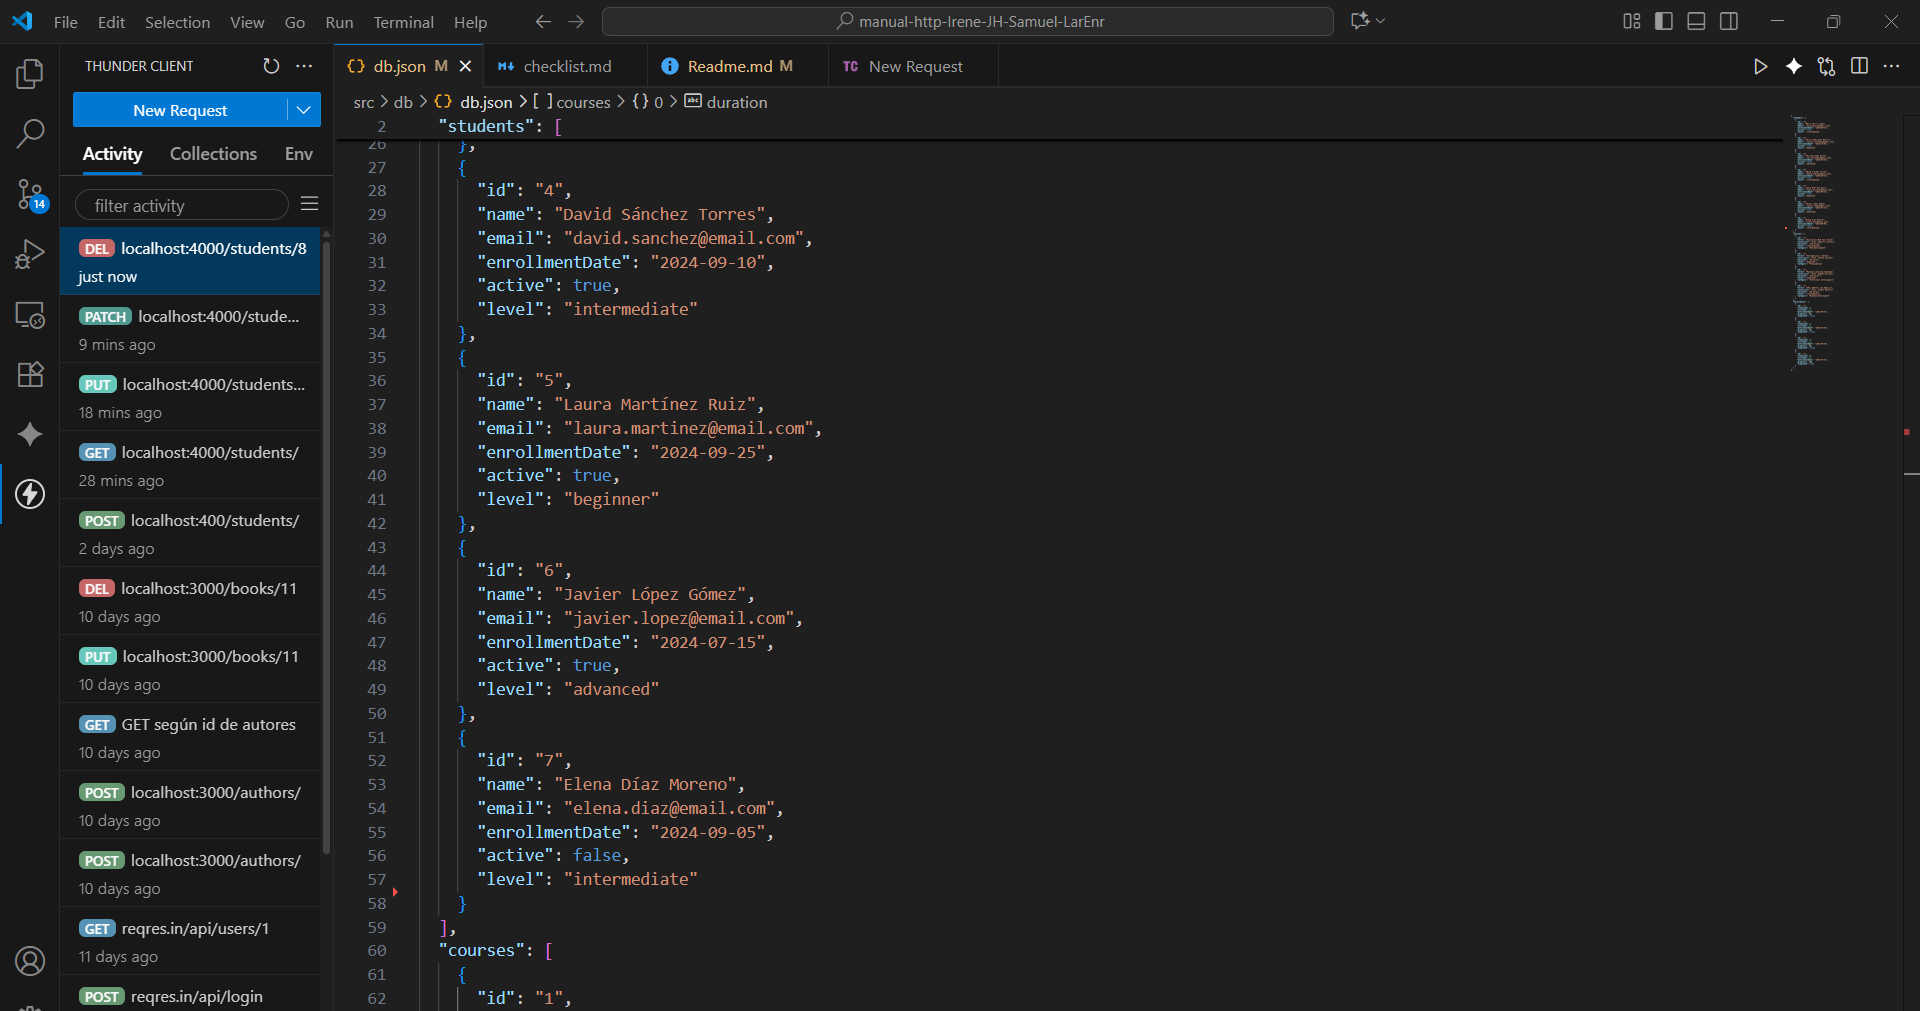 File Edit Selection View Go Run Terminal Help
manual-http-Irene-JH-Samuel-LarEnr
THUNDER CLIENT
New Request
Activity Collections Env
filter activity
DEL localhost:4000/students/8
just now
PATCH localhost:4000/stude...
9 mins ago
PUT localhost:4000/students...
18 mins ago
GET localhost:4000/students/
28 mins ago
POST localhost:400/students/
2 days ago
DEL localhost:3000/books/11
10 days ago
PUT localhost:3000/books/11
10 days ago
GET GET según id de autores
10 days ago
POST localhost:3000/authors/
10 days ago
POST localhost:3000/authors/
10 days ago
GET reqres.in/api/users/1
11 days ago
POST reqres.in/api/login
14
{} db.json M
checklist.md
Readme.md M
TC New Request
src > db > {} db.json > [ ] courses > {} 0 > abc duration
2 "students": [
26 },
27 {
28 "id": "4",
29 "name": "David Sánchez Torres",
30 "email": "david.sanchez@email.com",
31 "enrollmentDate": "2024-09-10",
32 "active": true,
33 "level": "intermediate"
34 },
35 {
36 "id": "5",
37 "name": "Laura Martínez Ruiz",
38 "email": "laura.martinez@email.com",
39 "enrollmentDate": "2024-09-25",
40 "active": true,
41 "level": "beginner"
42 },
43 {
44 "id": "6",
45 "name": "Javier López Gómez",
46 "email": "javier.lopez@email.com",
47 "enrollmentDate": "2024-07-15",
48 "active": true,
49 "level": "advanced"
50 },
51 {
52 "id": "7",
53 "name": "Elena Díaz Moreno",
54 "email": "elena.diaz@email.com",
55 "enrollmentDate": "2024-09-05",
56 "active": false,
57 "level": "intermediate"
58 }
59 ],
60 "courses": [
61 {
62 "id": "1",